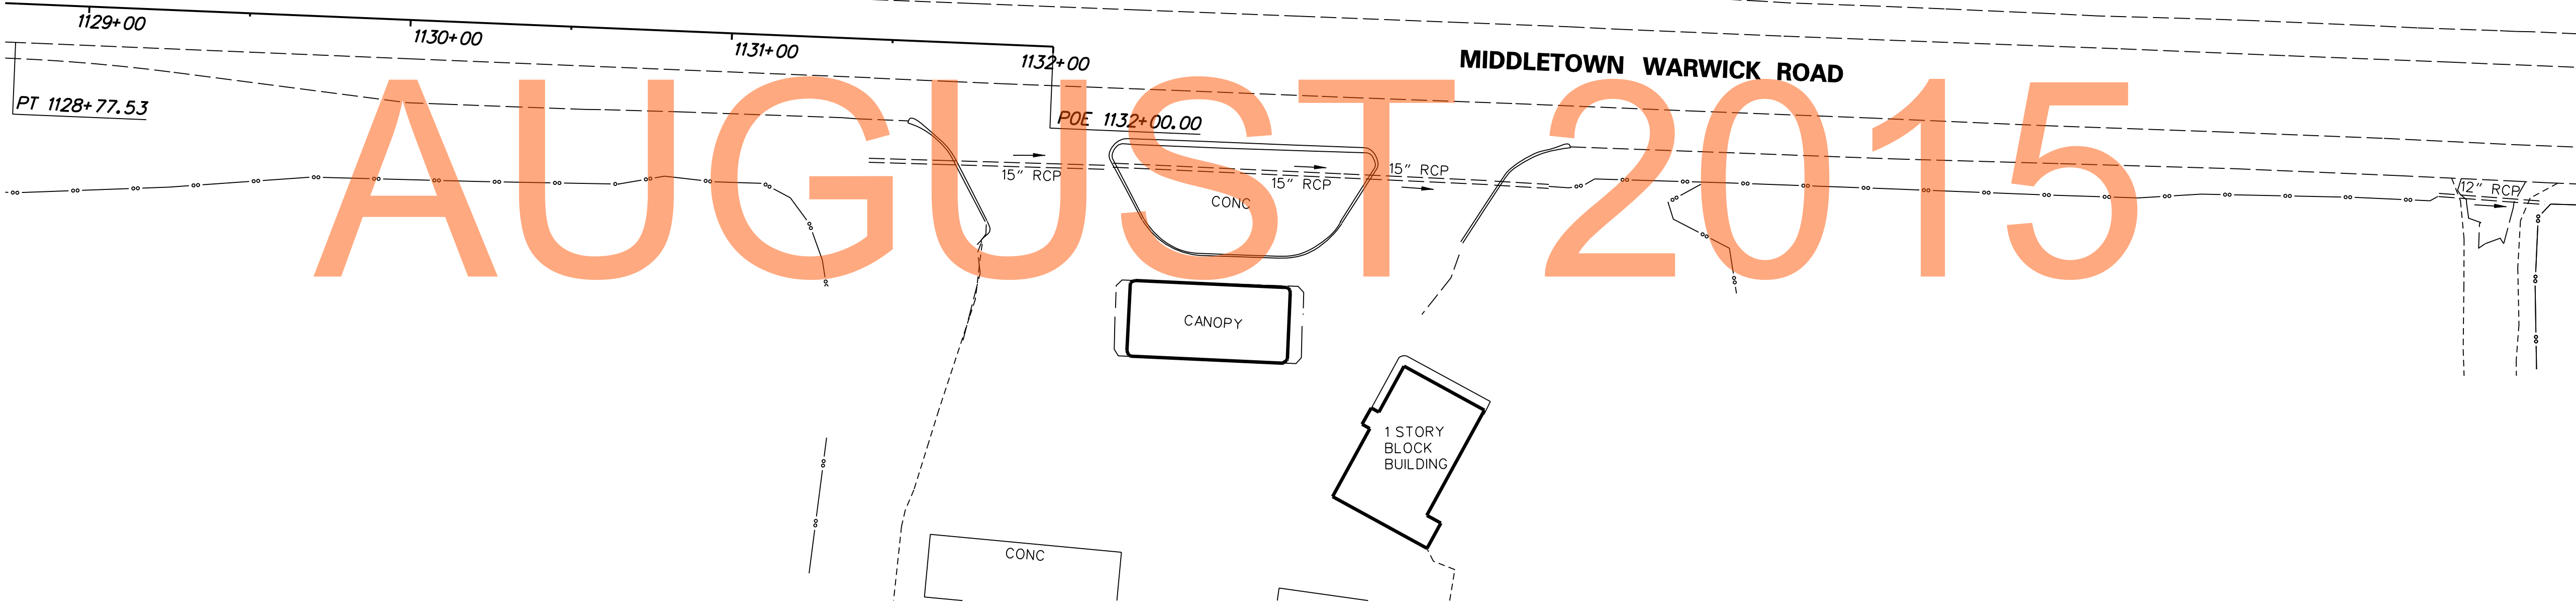 1129+00
1130+00
1131+00
1132+00
MIDDLETOWN WARWICK ROAD
PT 1128+77.53
POE 1132+00.00
AUGUST 2015
15" RCP
15" RCP
15" RCP
12" RCP
CONC
CANOPY
1 STORY
BLOCK
BUILDING
CONC